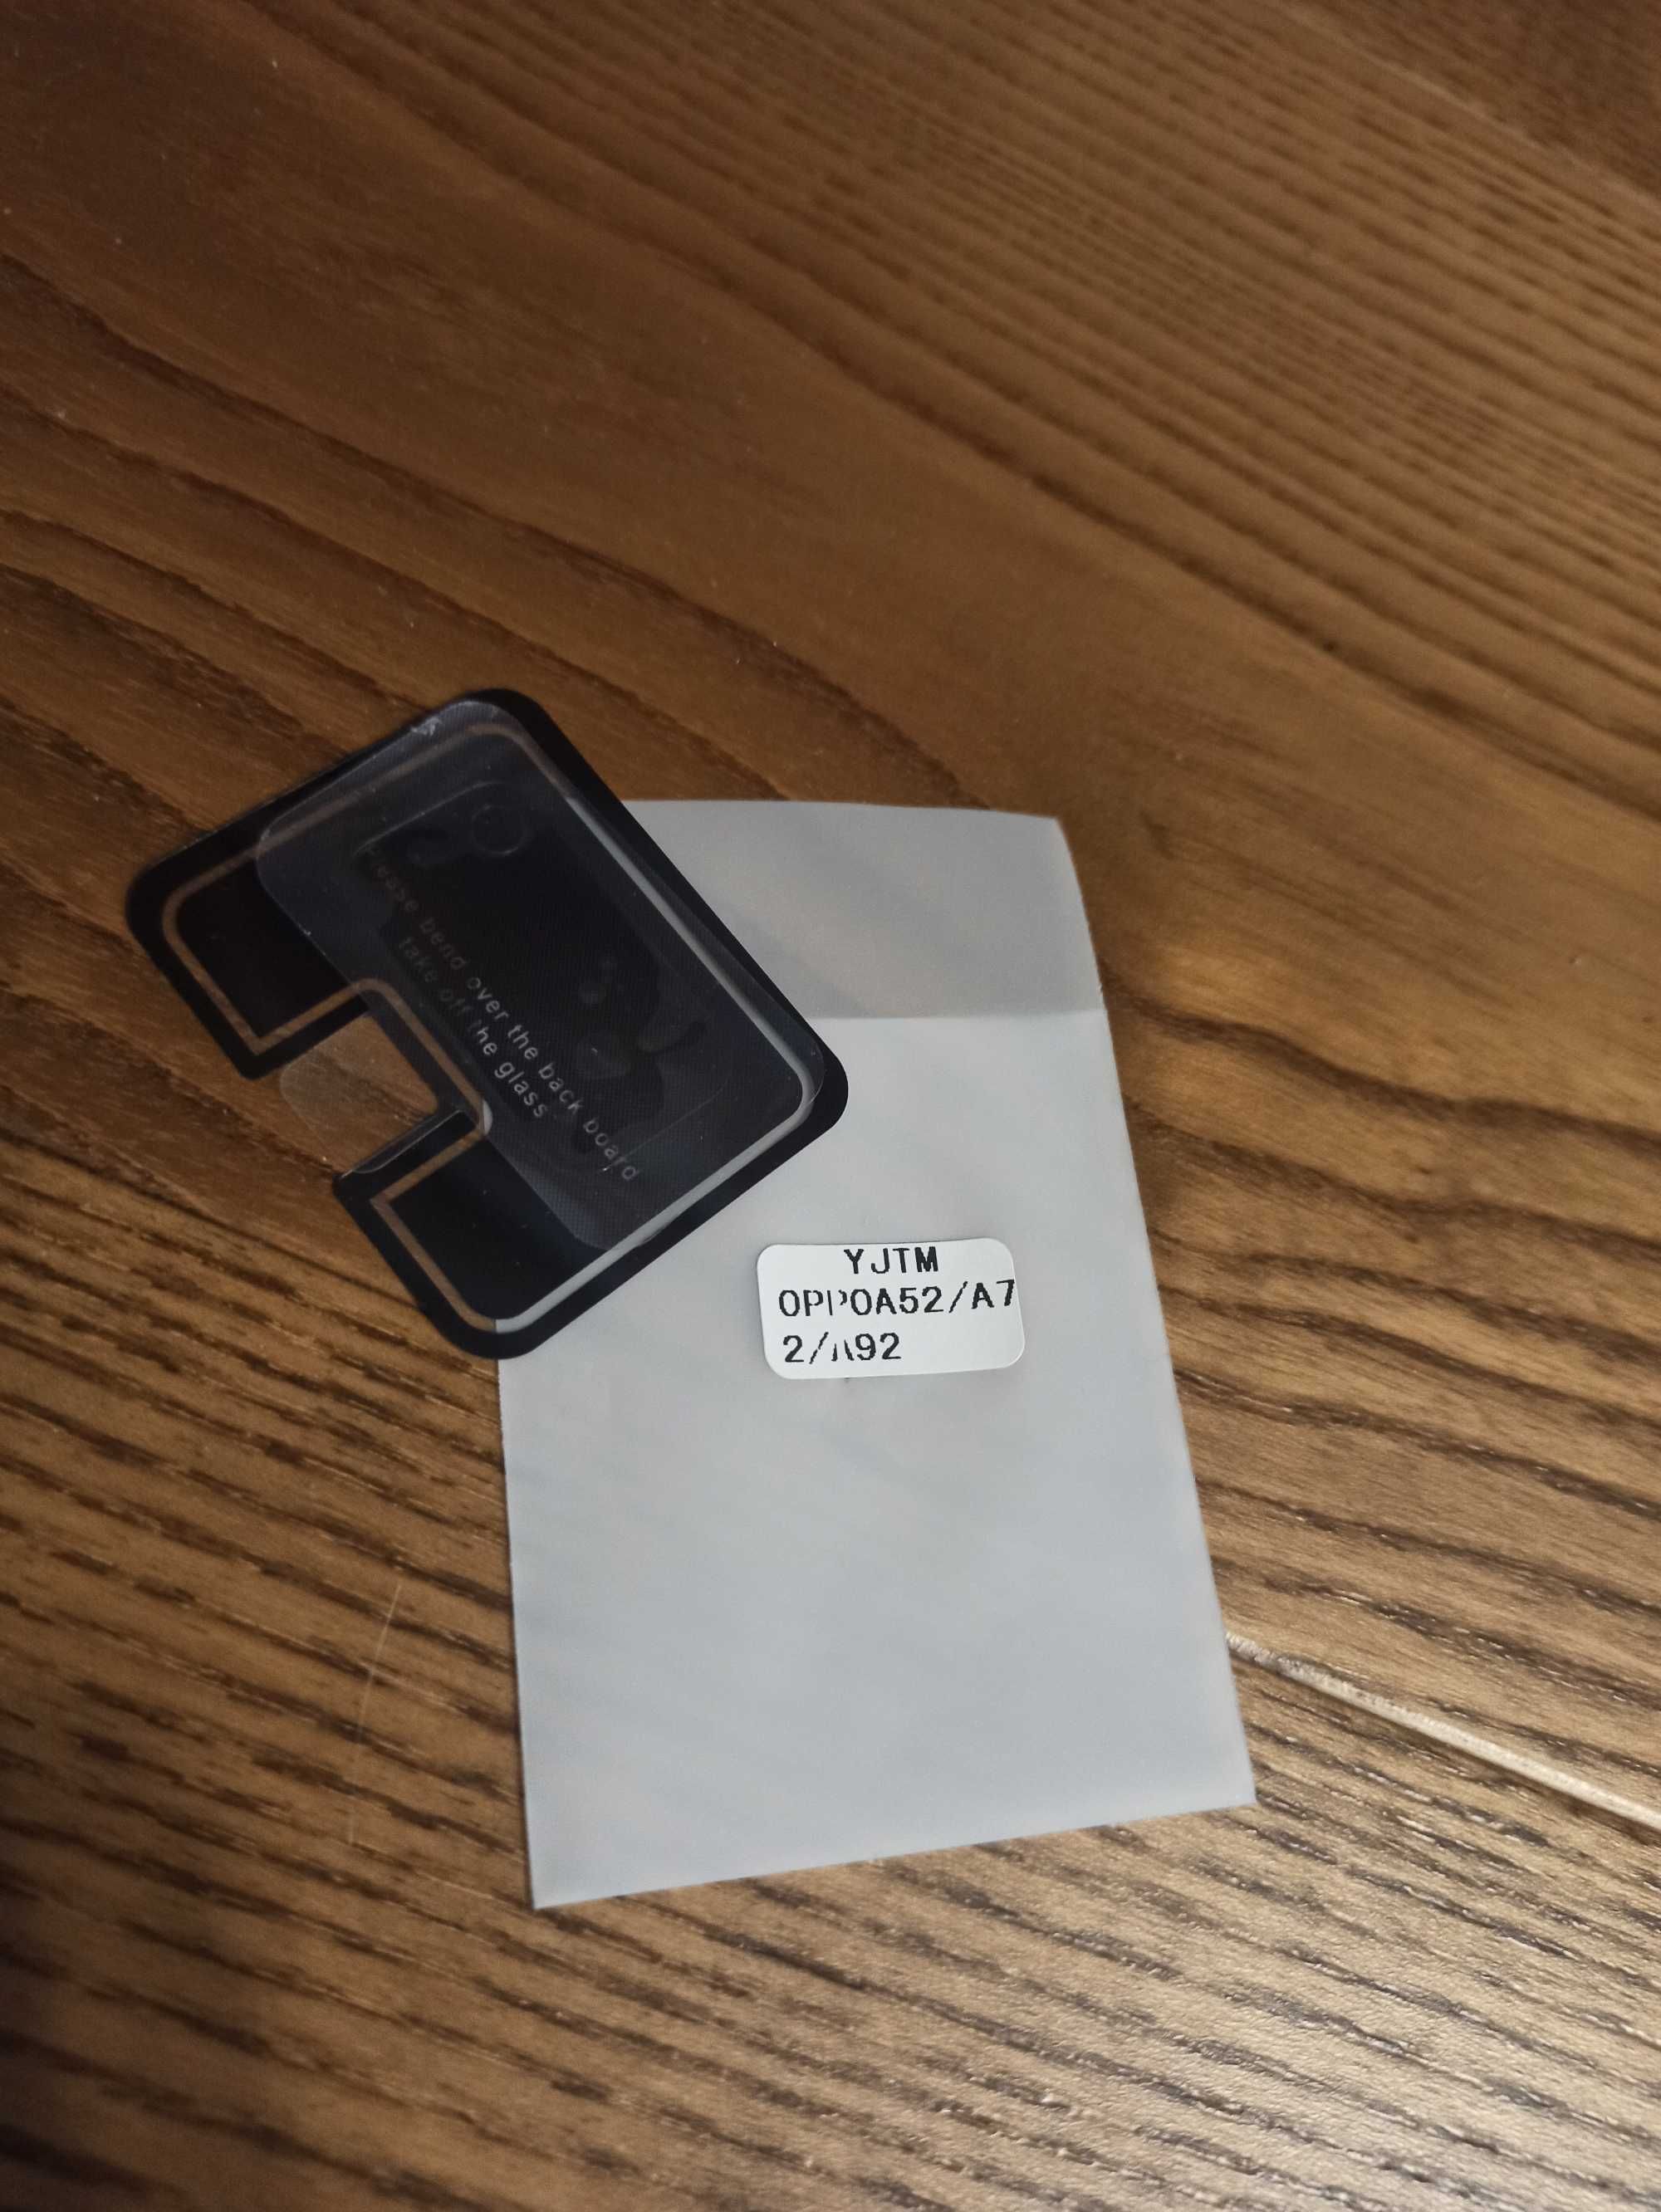 Please bend over the back board
take off the glass
YJTM
OPPOA52/A7
2/A92